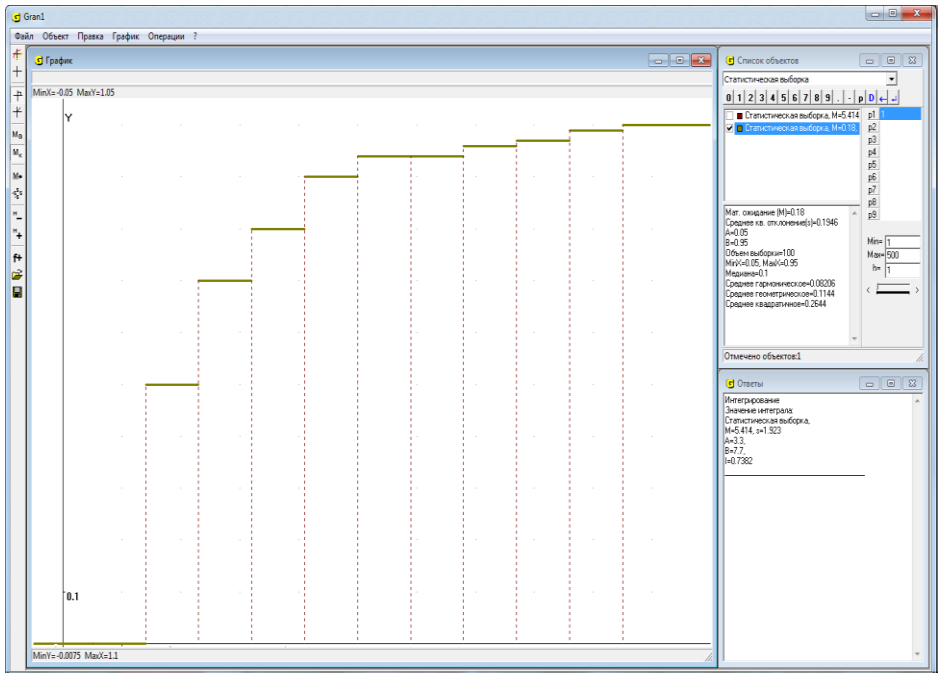 Gran1
Файл Объект Правка График Операции ?
График
MinX=-0.05 MaxY=1.05
Y
0.1
MinY=-0.0075 MaxX=1.1
Список объектов
Статистическая выборка
0 1 2 3 4 5 6 7 8 9 . - p D ← ↲
Статистическая выборка, M=5.414
Статистическая выборка, M=0.18,
p1 1
p2
p3
p4
p5
p6
p7
p8
p9
Мат. ожидание (M)=0.18
Среднее кв. отклонение(s)=0.1946
A=0.05
B=0.95
Объем выборки=100
MinX=0.05, MaxX=0.95
Медиана=0.1
Среднее гармоническое=0.08206
Среднее геометрическое=0.1144
Среднее квадратичное=0.2644
Min= 1
Max= 500
h= 1
< >
Отмечено объектов:1
Ответы
Интегрирование
Значение интеграла:
Статистическая выборка,
M=5.414, s=1.923
A=3.3,
B=7.7,
I=0.7382